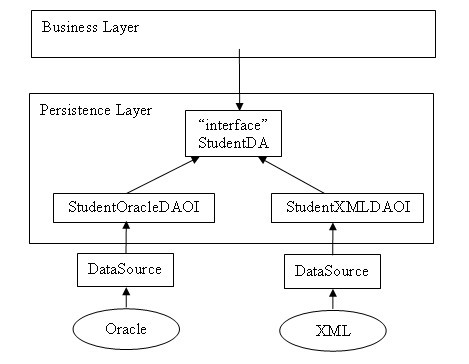 Business Layer
Persistence Layer
“interface”
StudentDA
StudentOracleDAOI
StudentXMLDAOI
DataSource
DataSource
Oracle
XML